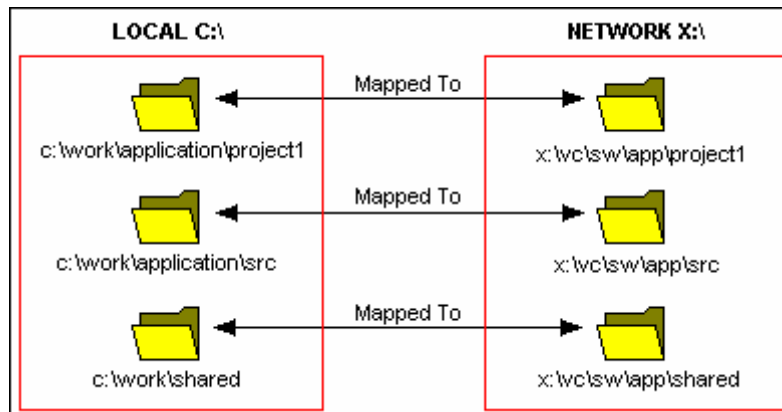 LOCAL C:\ NETWORK X:\
Mapped To
c:\work\application\project1 x:\vc\sw\app\project1
Mapped To
c:\work\application\src x:\vc\sw\app\src
Mapped To
c:\work\shared x:\vc\sw\app\shared